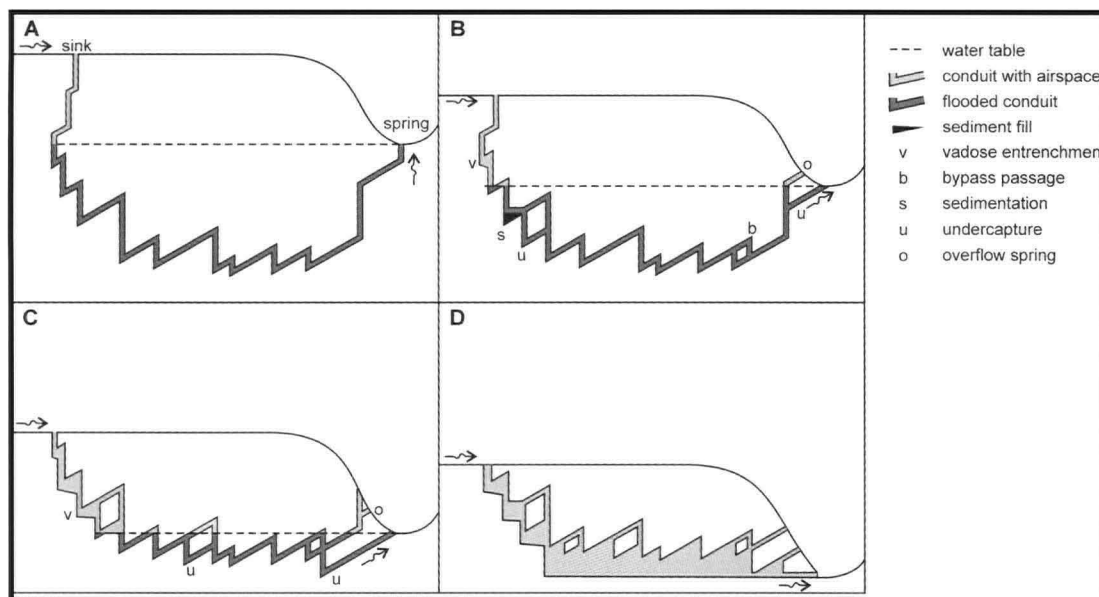 A
sink
spring
B
v
s
u
b
o
u
C
v
u
u
o
D
water table
conduit with airspace
flooded conduit
sediment fill
v vadose entrenchmen
b bypass passage
s sedimentation
u undercapture
o overflow spring